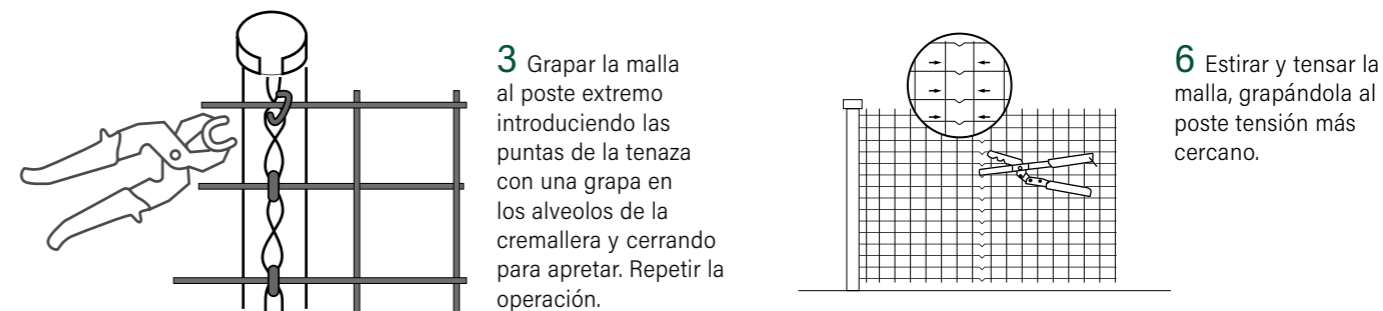 3 Grapar la malla
al poste extremo
introduciendo las
puntas de la tenaza
con una grapa en
los alveolos de la
cremallera y cerrando
para apretar. Repetir la
operación.
6 Estirar y tensar la
malla, grapándola al
poste tensión más
cercano.